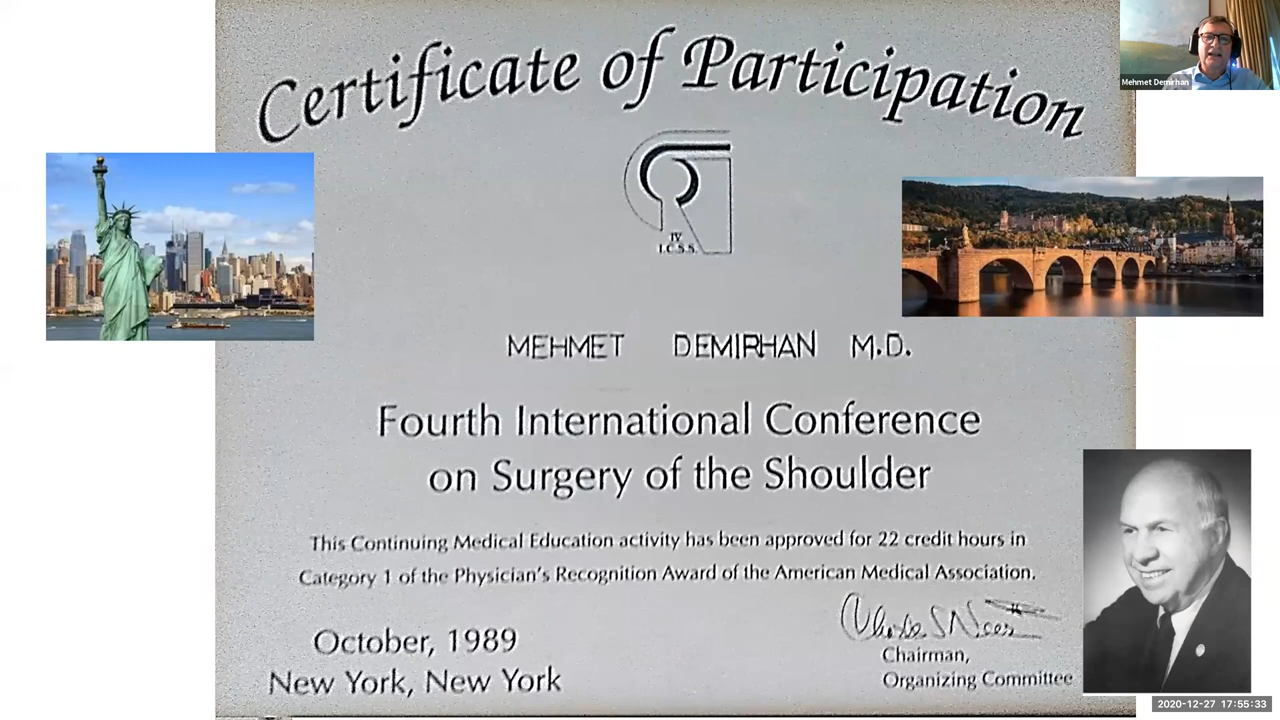 Certificate of Participation
IV
I.C.S.S.
Mehmet Demirhan
MEHMET DEMIRHAN M.D.
Fourth International Conference
on Surgery of the Shoulder
This Continuing Medical Education activity has been approved for 22 credit hours in
Category 1 of the Physician's Recognition Award of the American Medical Association.
October, 1989
New York, New York
Charles S Neer
Chairman,
Organizing Committee
2020-12-27 17:55:33